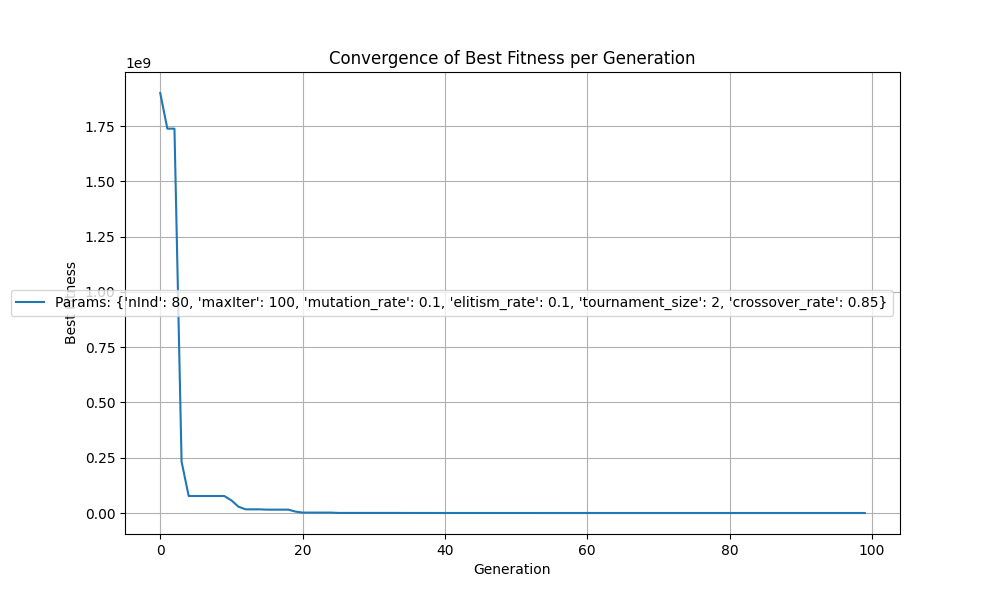 Convergence of Best Fitness per Generation
1e9
1.75
1.50
1.25
1.00
0.75
0.50
0.25
0.00
Best Fitness
Params: {'nInd': 80, 'maxIter': 100, 'mutation_rate': 0.1, 'elitism_rate': 0.1, 'tournament_size': 2, 'crossover_rate': 0.85}
0 20 40 60 80 100
Generation